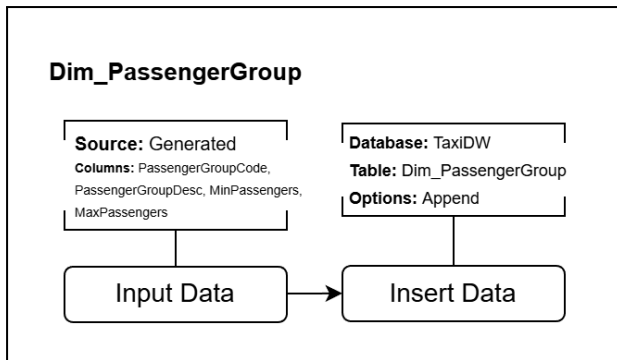 Dim_PassengerGroup
Source: Generated
Columns: PassengerGroupCode,
PassengerGroupDesc, MinPassengers,
MaxPassengers
Database: TaxiDW
Table: Dim_PassengerGroup
Options: Append
Input Data
Insert Data